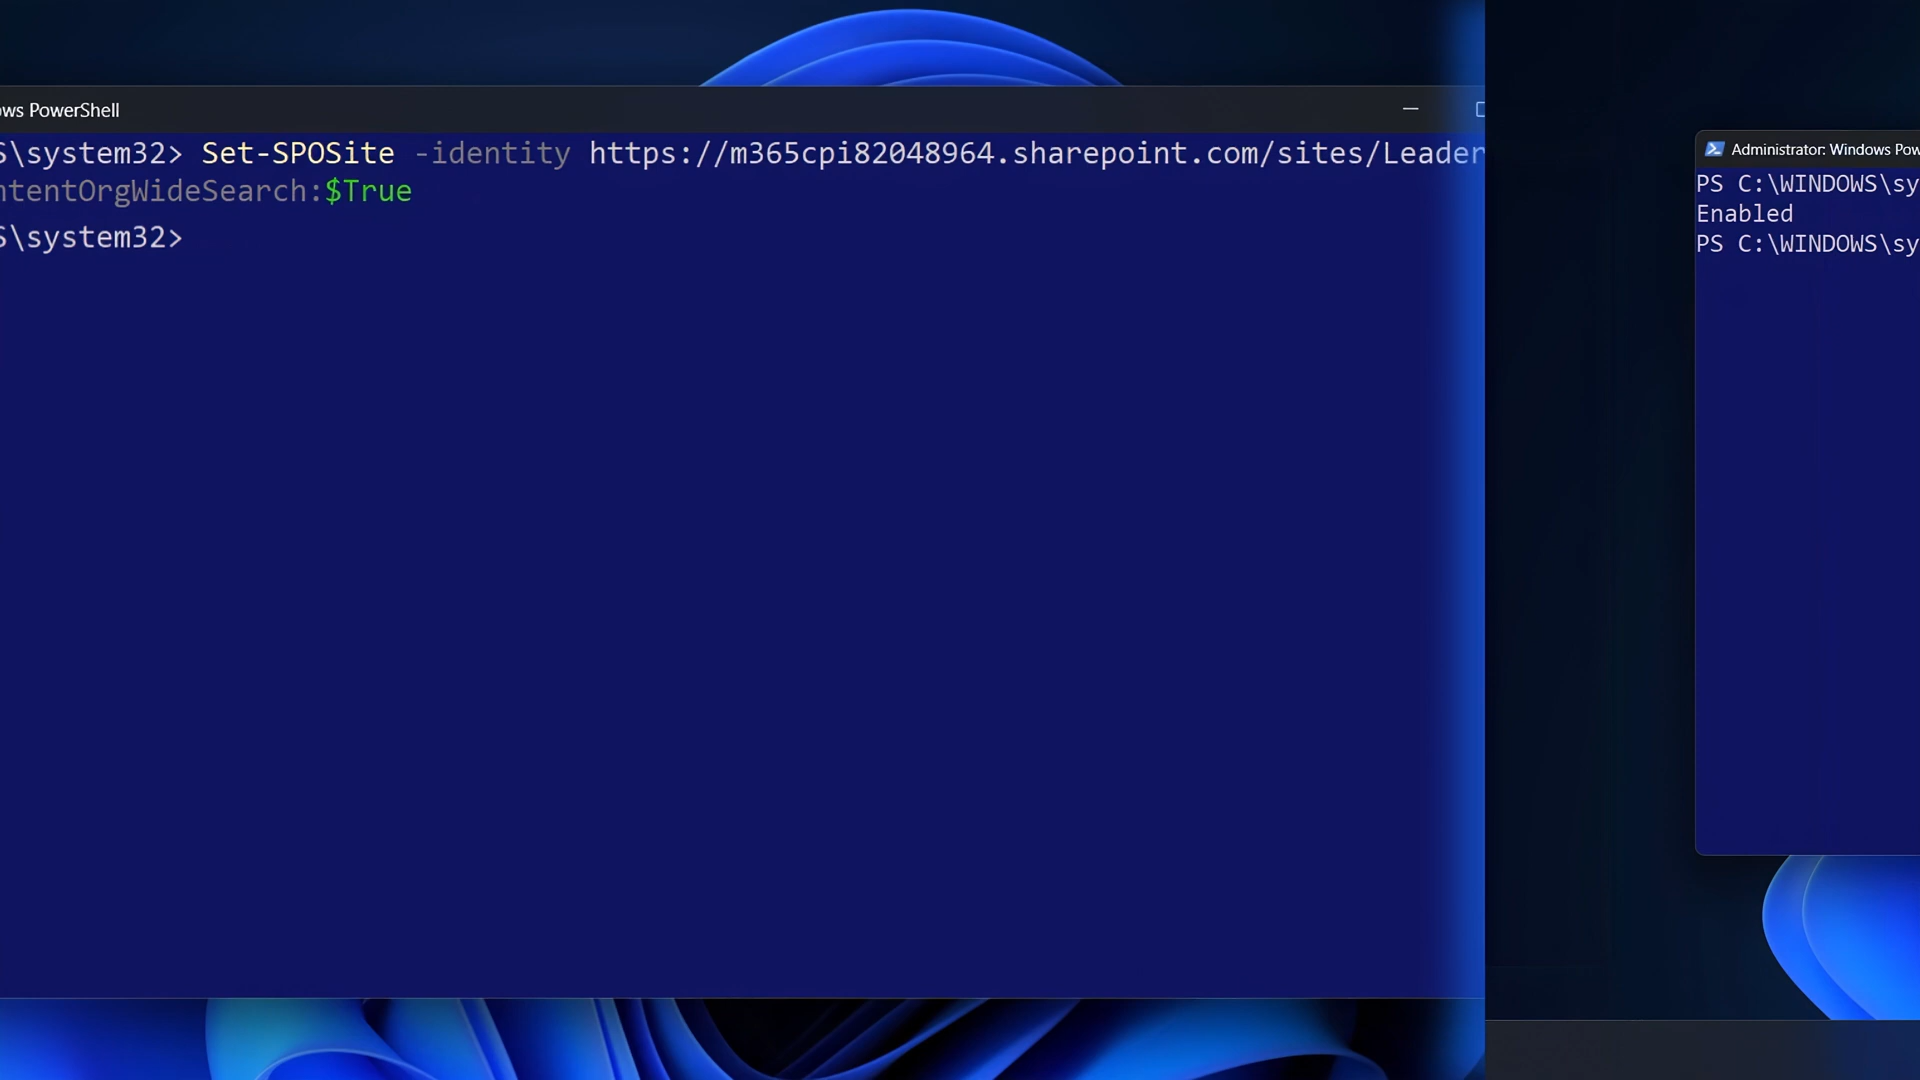 ws PowerShell
S\system32> Set-SPOSite -identity https://m365cpi82048964.sharepoint.com/sites/Leader
ntentOrgWideSearch:$True
S\system32>
Administrator: Windows Pow
PS C:\WINDOWS\sy
Enabled
PS C:\WINDOWS\sy